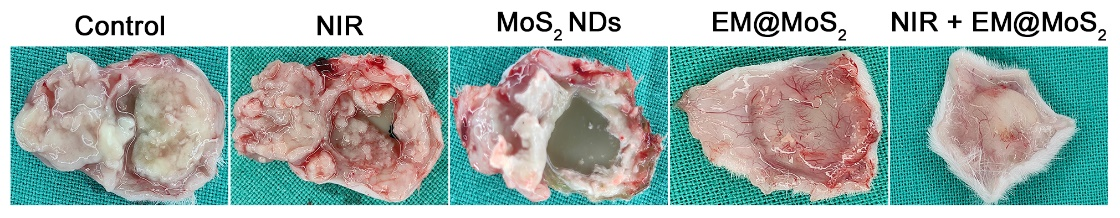 Control NIR MoS₂ NDs EM@MoS₂ NIR + EM@MoS₂